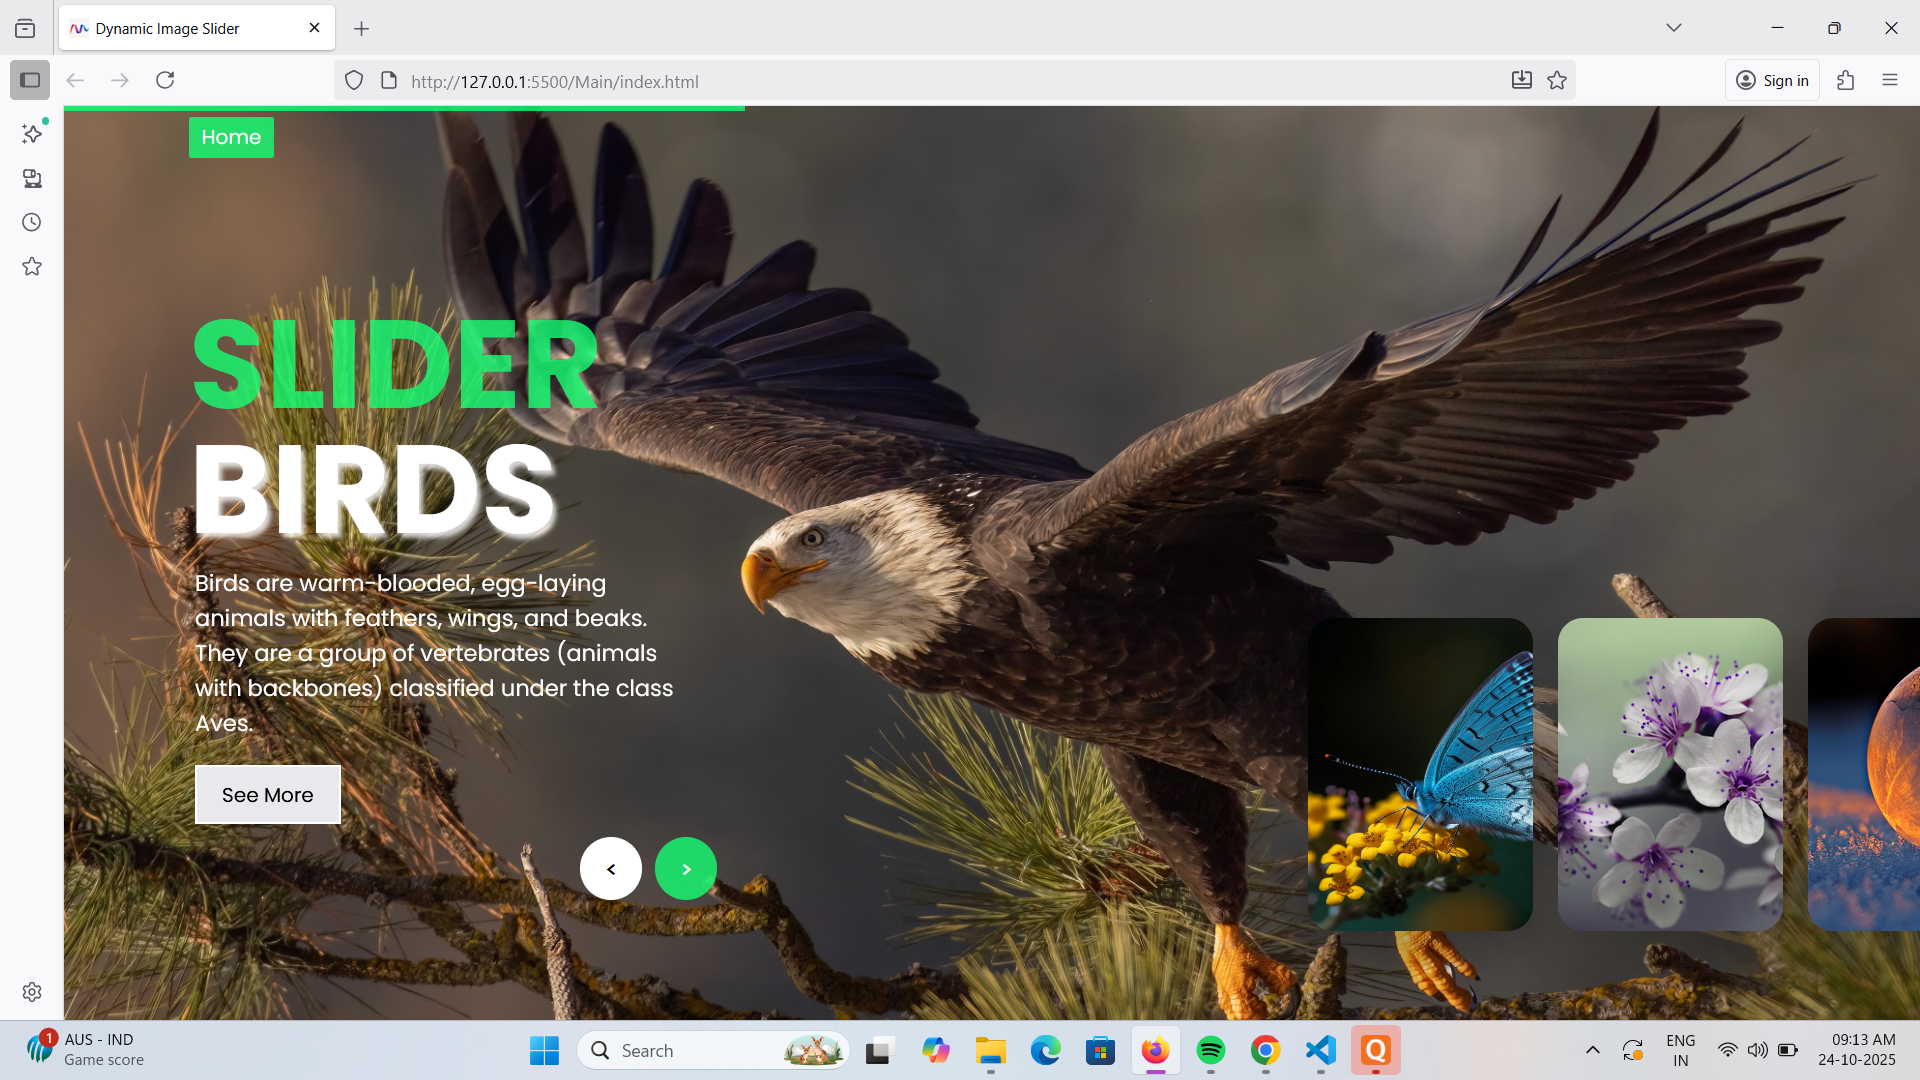 Dynamic Image Slider
http://127.0.0.1:5500/Main/index.html
Sign in
Home
SLIDER
BIRDS
Birds are warm-blooded, egg-laying
animals with feathers, wings, and beaks.
They are a group of vertebrates (animals
with backbones) classified under the class
Aves.
See More
<
>
1
AUS - IND
Game score
Search
Q
ENG
IN
09:13 AM
24-10-2025